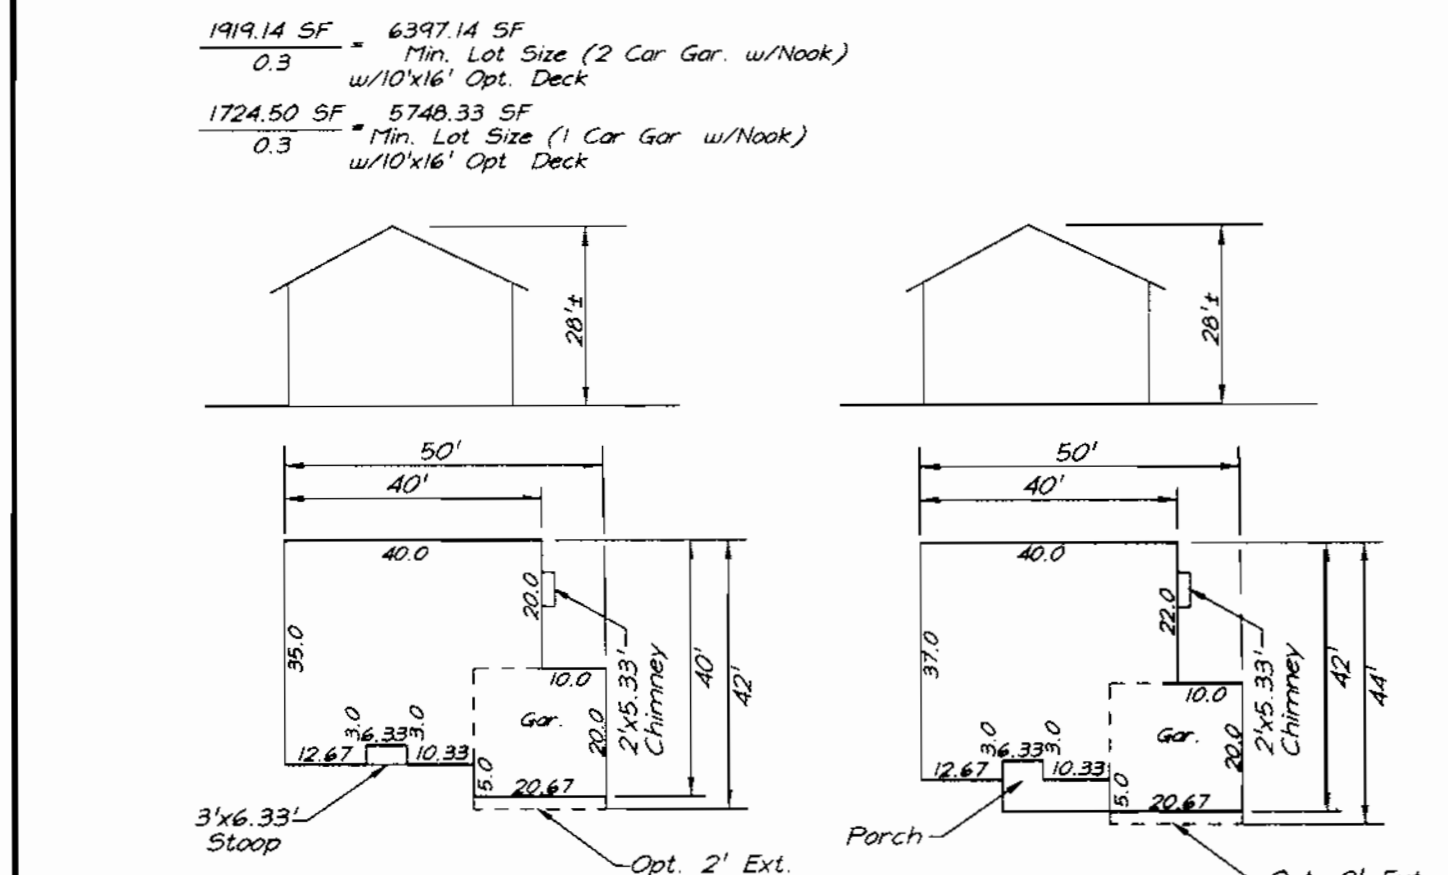 1919.14 SF = 6397.14 SF
0.3
Min. Lot Size (2 Car Gar. w/Nook)
w/10'x16' Opt. Deck
1724.50 SF = 5748.33 SF
0.3
Min. Lot Size (1 Car Gar w/Nook)
w/10'x16' Opt Deck
28'±
28'±
50'
40'
40.0
35.0
20.0
2'x5.33'
Chimney
40'
42'
10.0
Gar.
20.0
3.0
6.33
3.0
12.67
10.33
5.0
20.67
3'x6.33'
Stoop
Opt. 2' Ext.
50'
40'
40.0
37.0
22.0
2'x5.33'
Chimney
42'
44'
10.0
Gar.
20.0
3.0
6.33
3.0
12.67
10.33
5.0
20.67
Porch